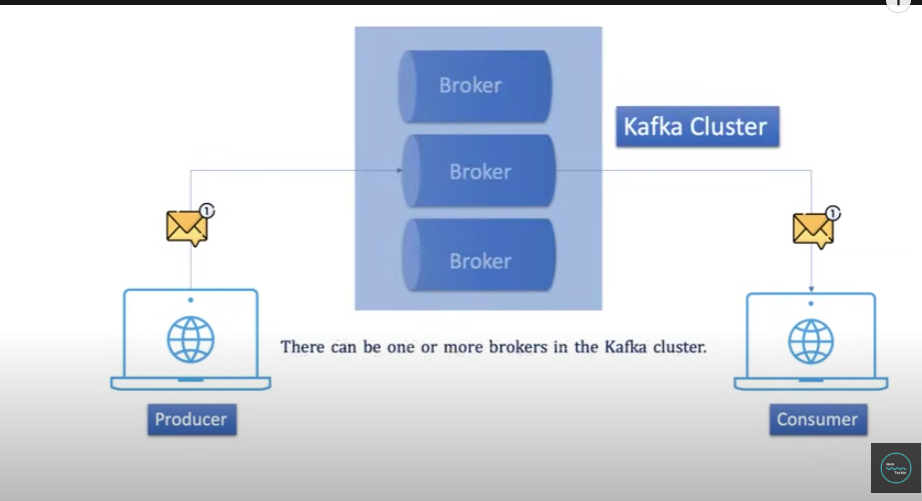 Broker
Kafka Cluster
Broker
1
1
Broker
There can be one or more brokers in the Kafka cluster.
Producer
Consumer